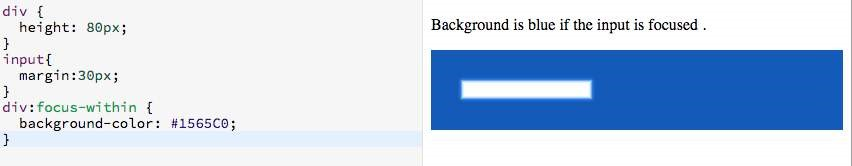 div {
  height: 80px;
}
input{
  margin:30px;
}
div:focus-within {
  background-color: #1565C0;
}
Background is blue if the input is focused .